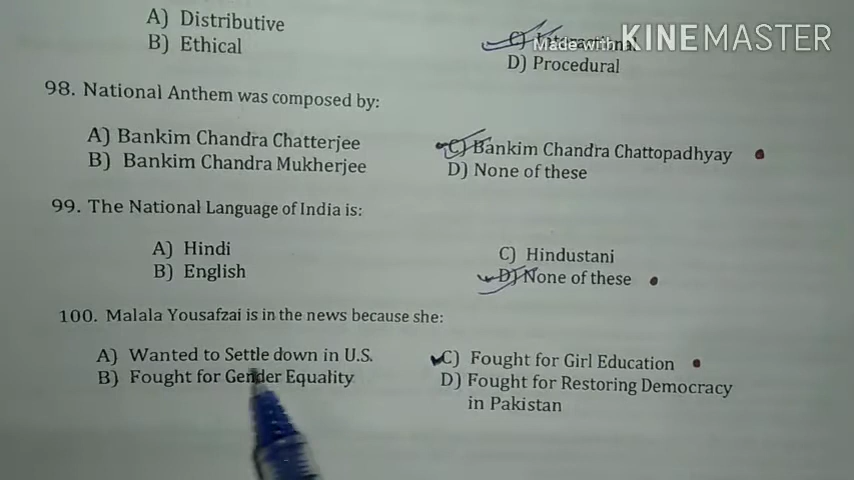 A) Distributive
B) Ethical
C) Interactional
D) Procedural
Made with KINEMASTER
98. National Anthem was composed by:
A) Bankim Chandra Chatterjee
B) Bankim Chandra Mukherjee
C) Bankim Chandra Chattopadhyay
D) None of these
99. The National Language of India is:
A) Hindi
B) English
C) Hindustani
D) None of these
100. Malala Yousafzai is in the news because she:
A) Wanted to Settle down in U.S.
B) Fought for Gender Equality
C) Fought for Girl Education
D) Fought for Restoring Democracy
in Pakistan